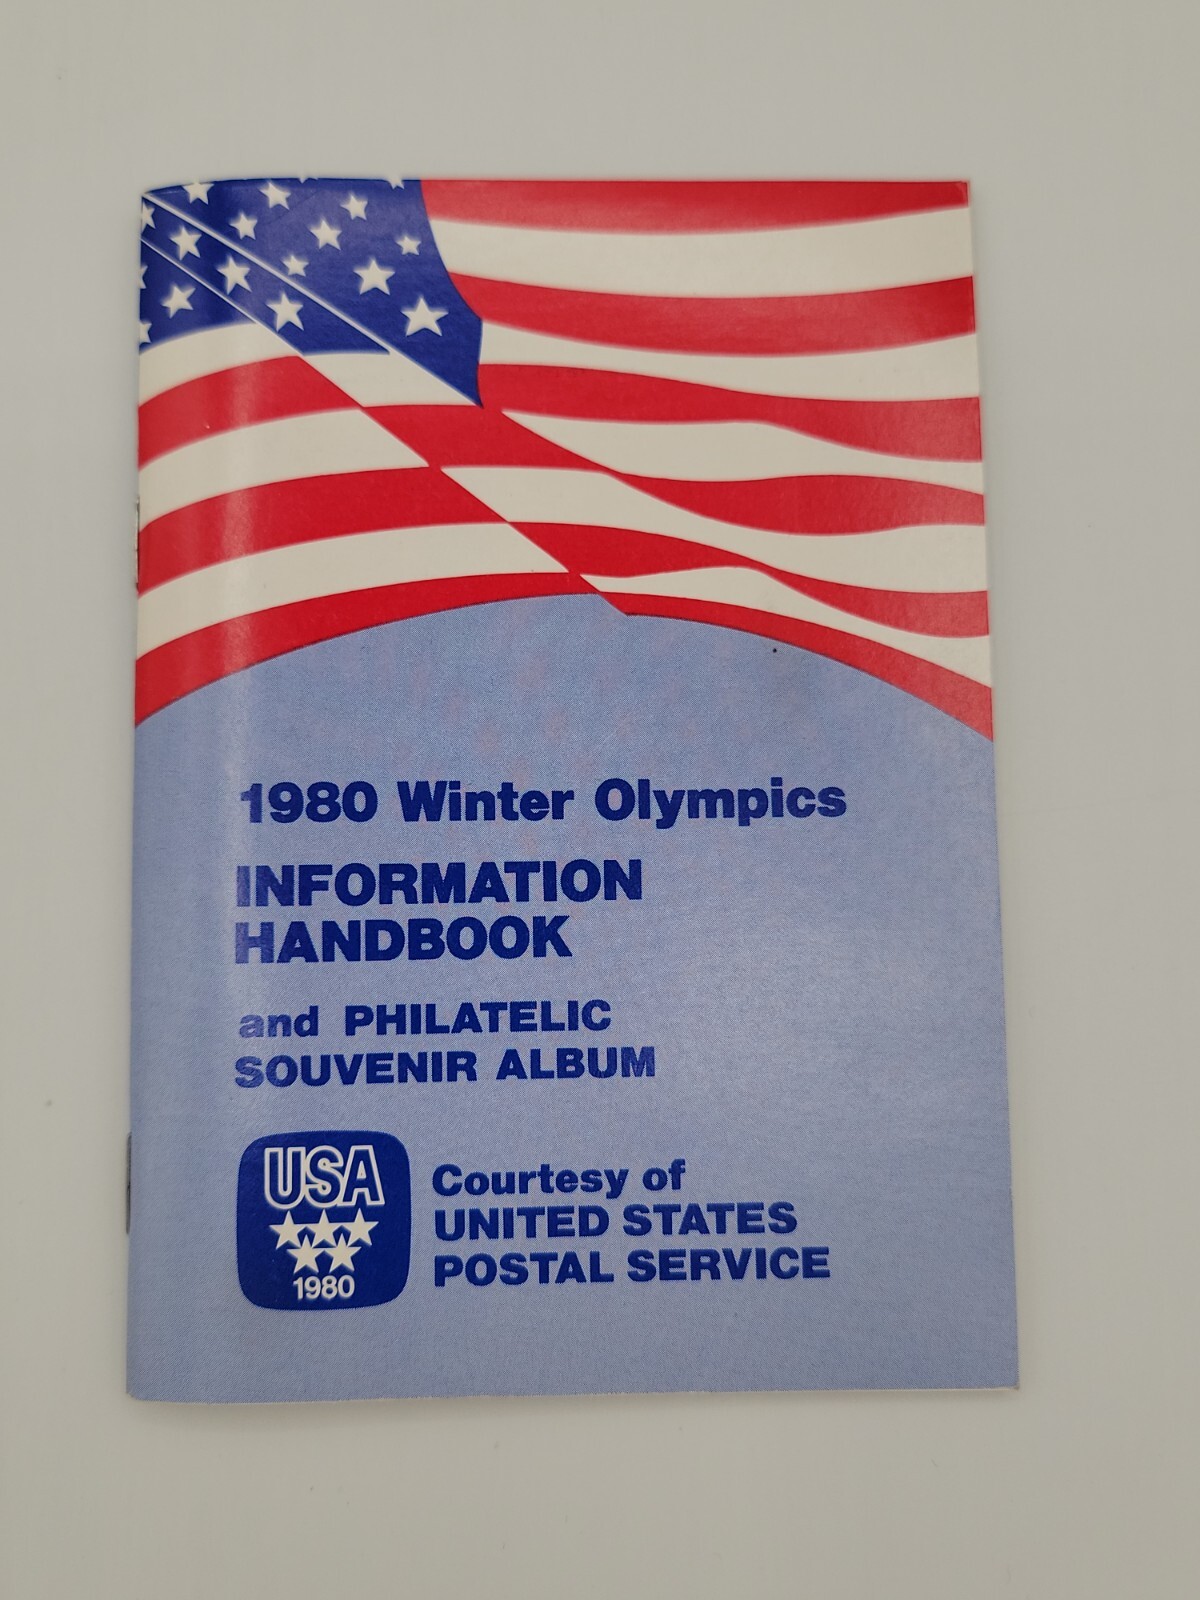 1980 Winter Olympics
INFORMATION
HANDBOOK
and PHILATELIC
SOUVENIR ALBUM
USA
1980
Courtesy of
UNITED STATES
POSTAL SERVICE